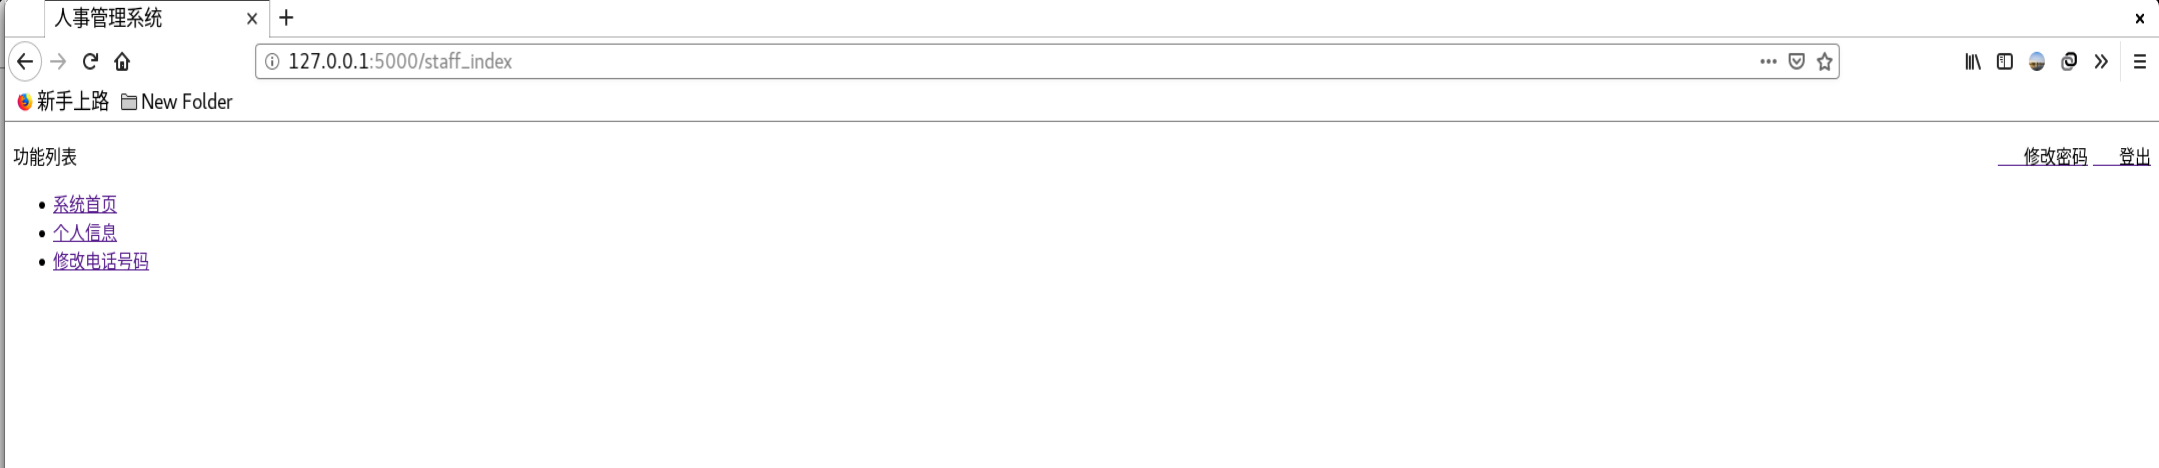 人事管理系统
127.0.0.1:5000/staff_index
新手上路 New Folder
功能列表 修改密码 登出
系统首页
个人信息
修改电话号码